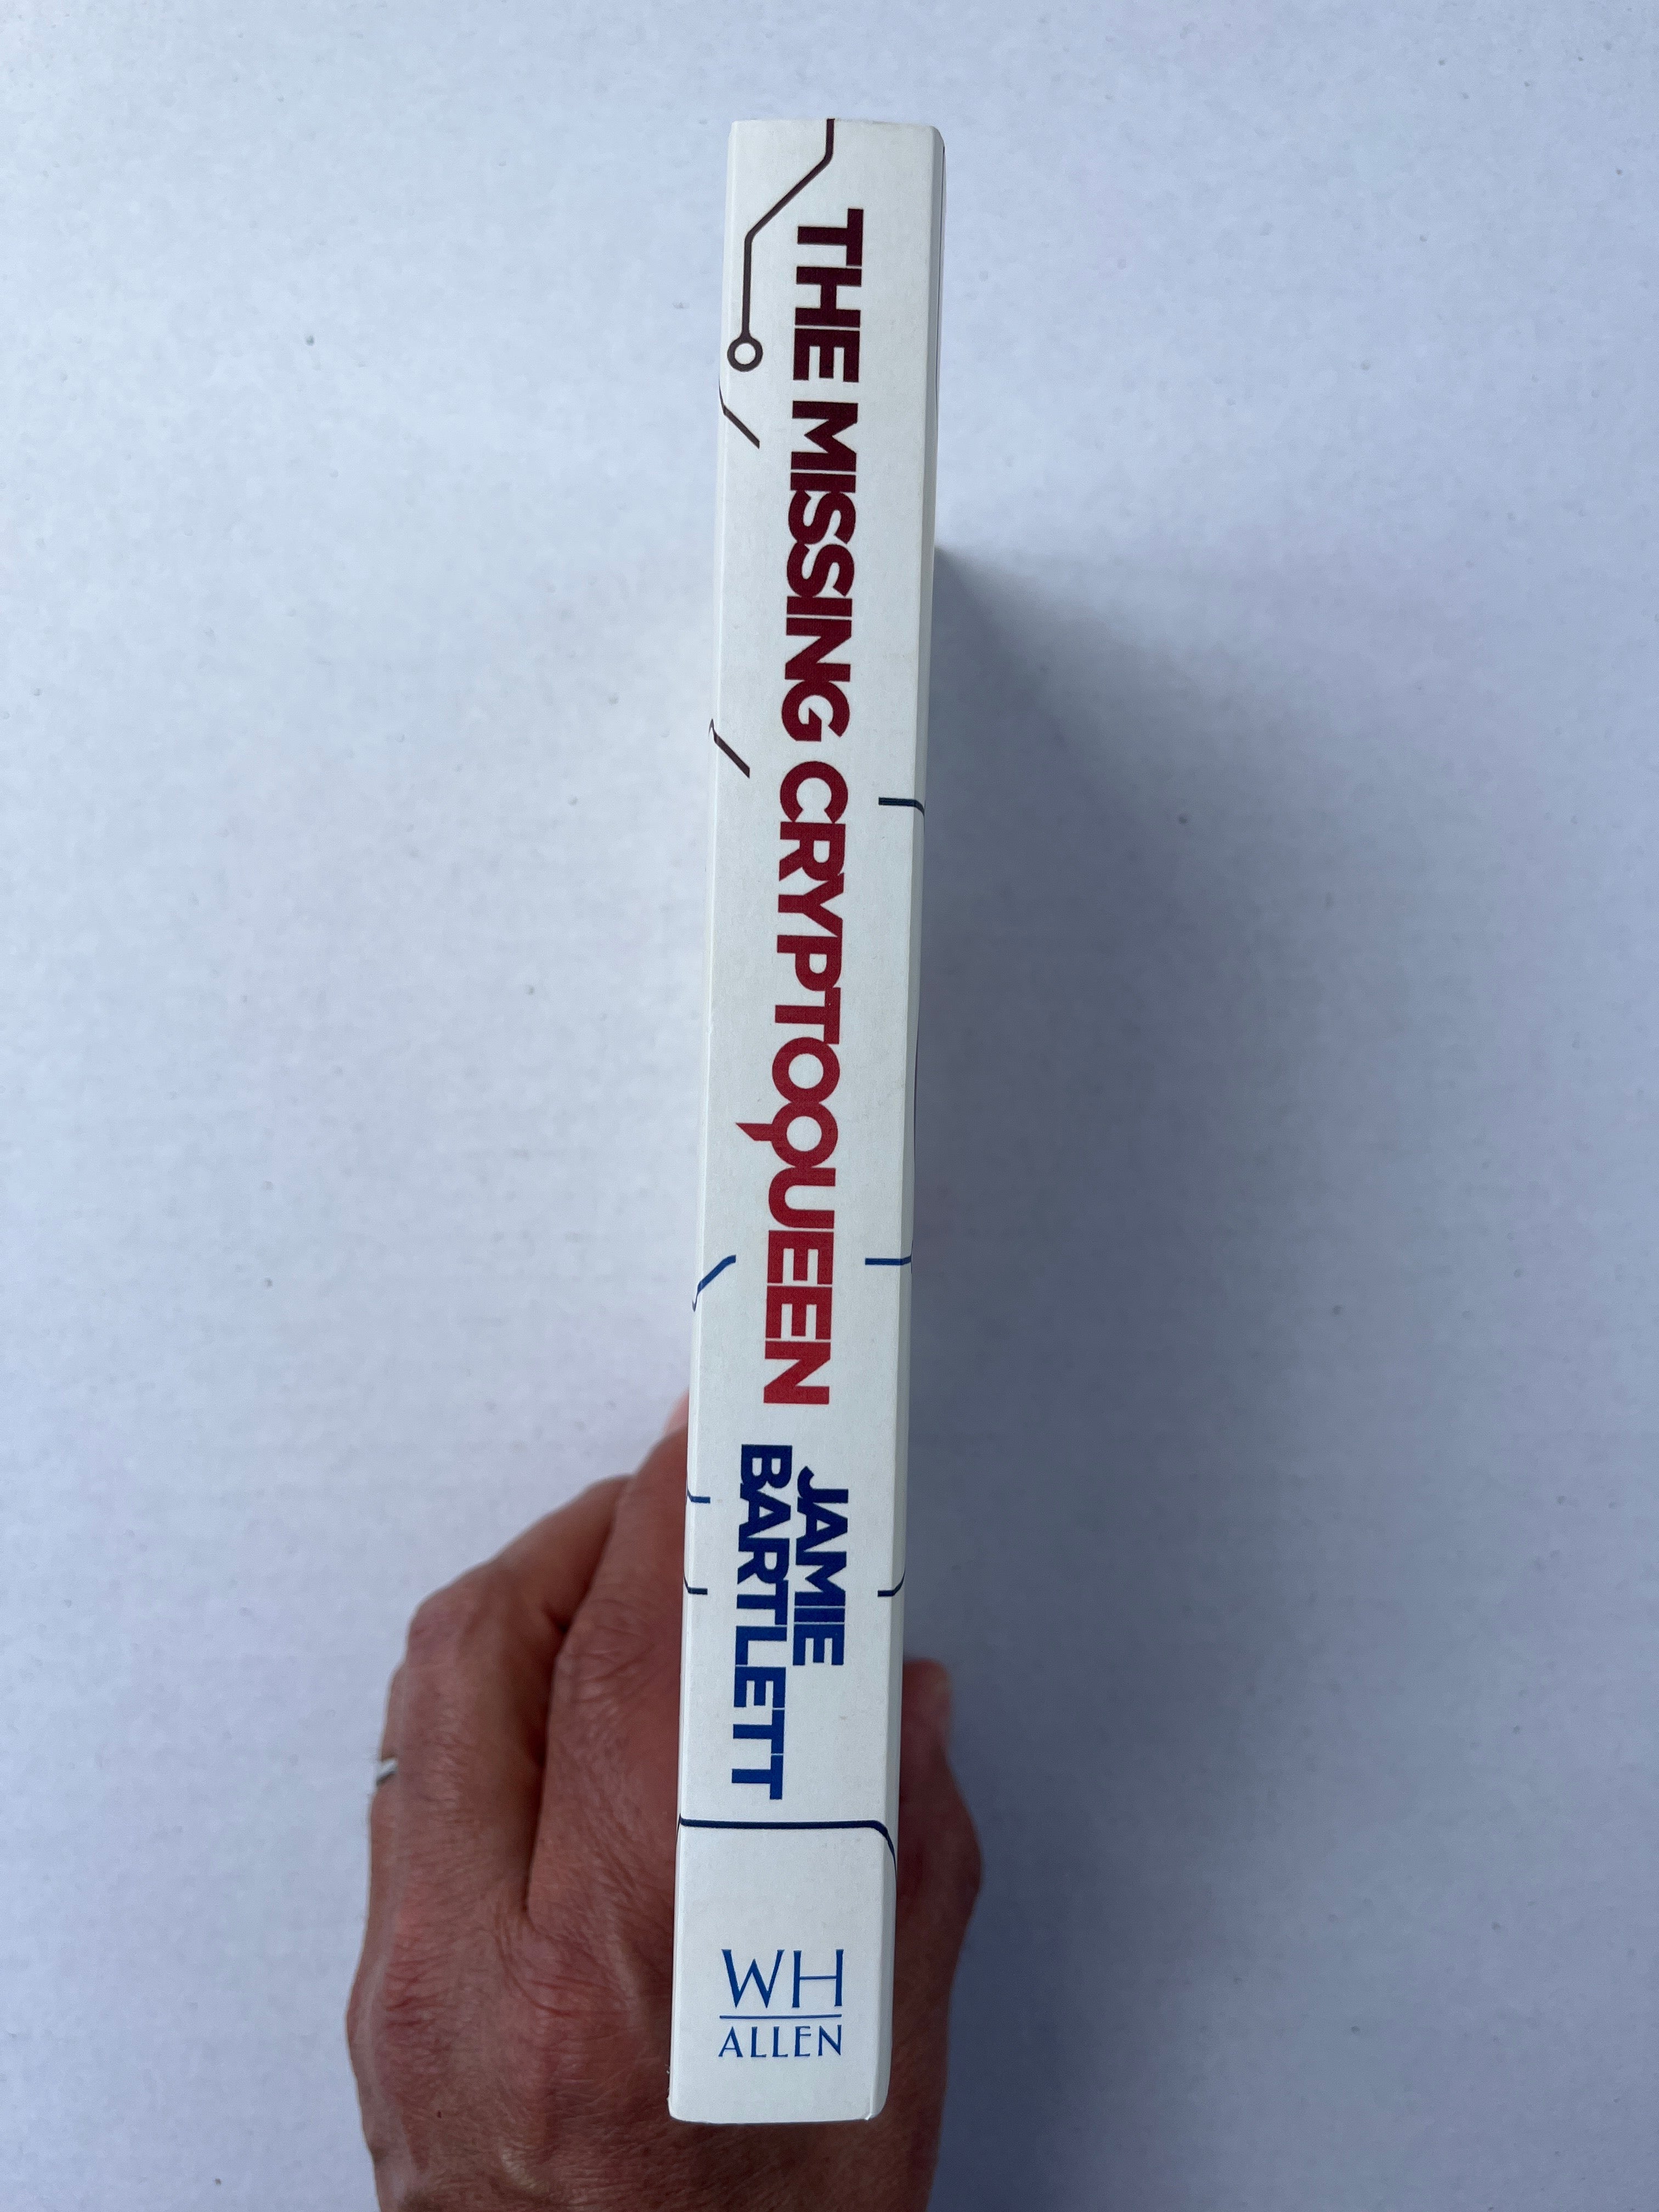 THE MISSING CRYPTOQUEEN
JAMIE
BARTLETT
WH
ALLEN